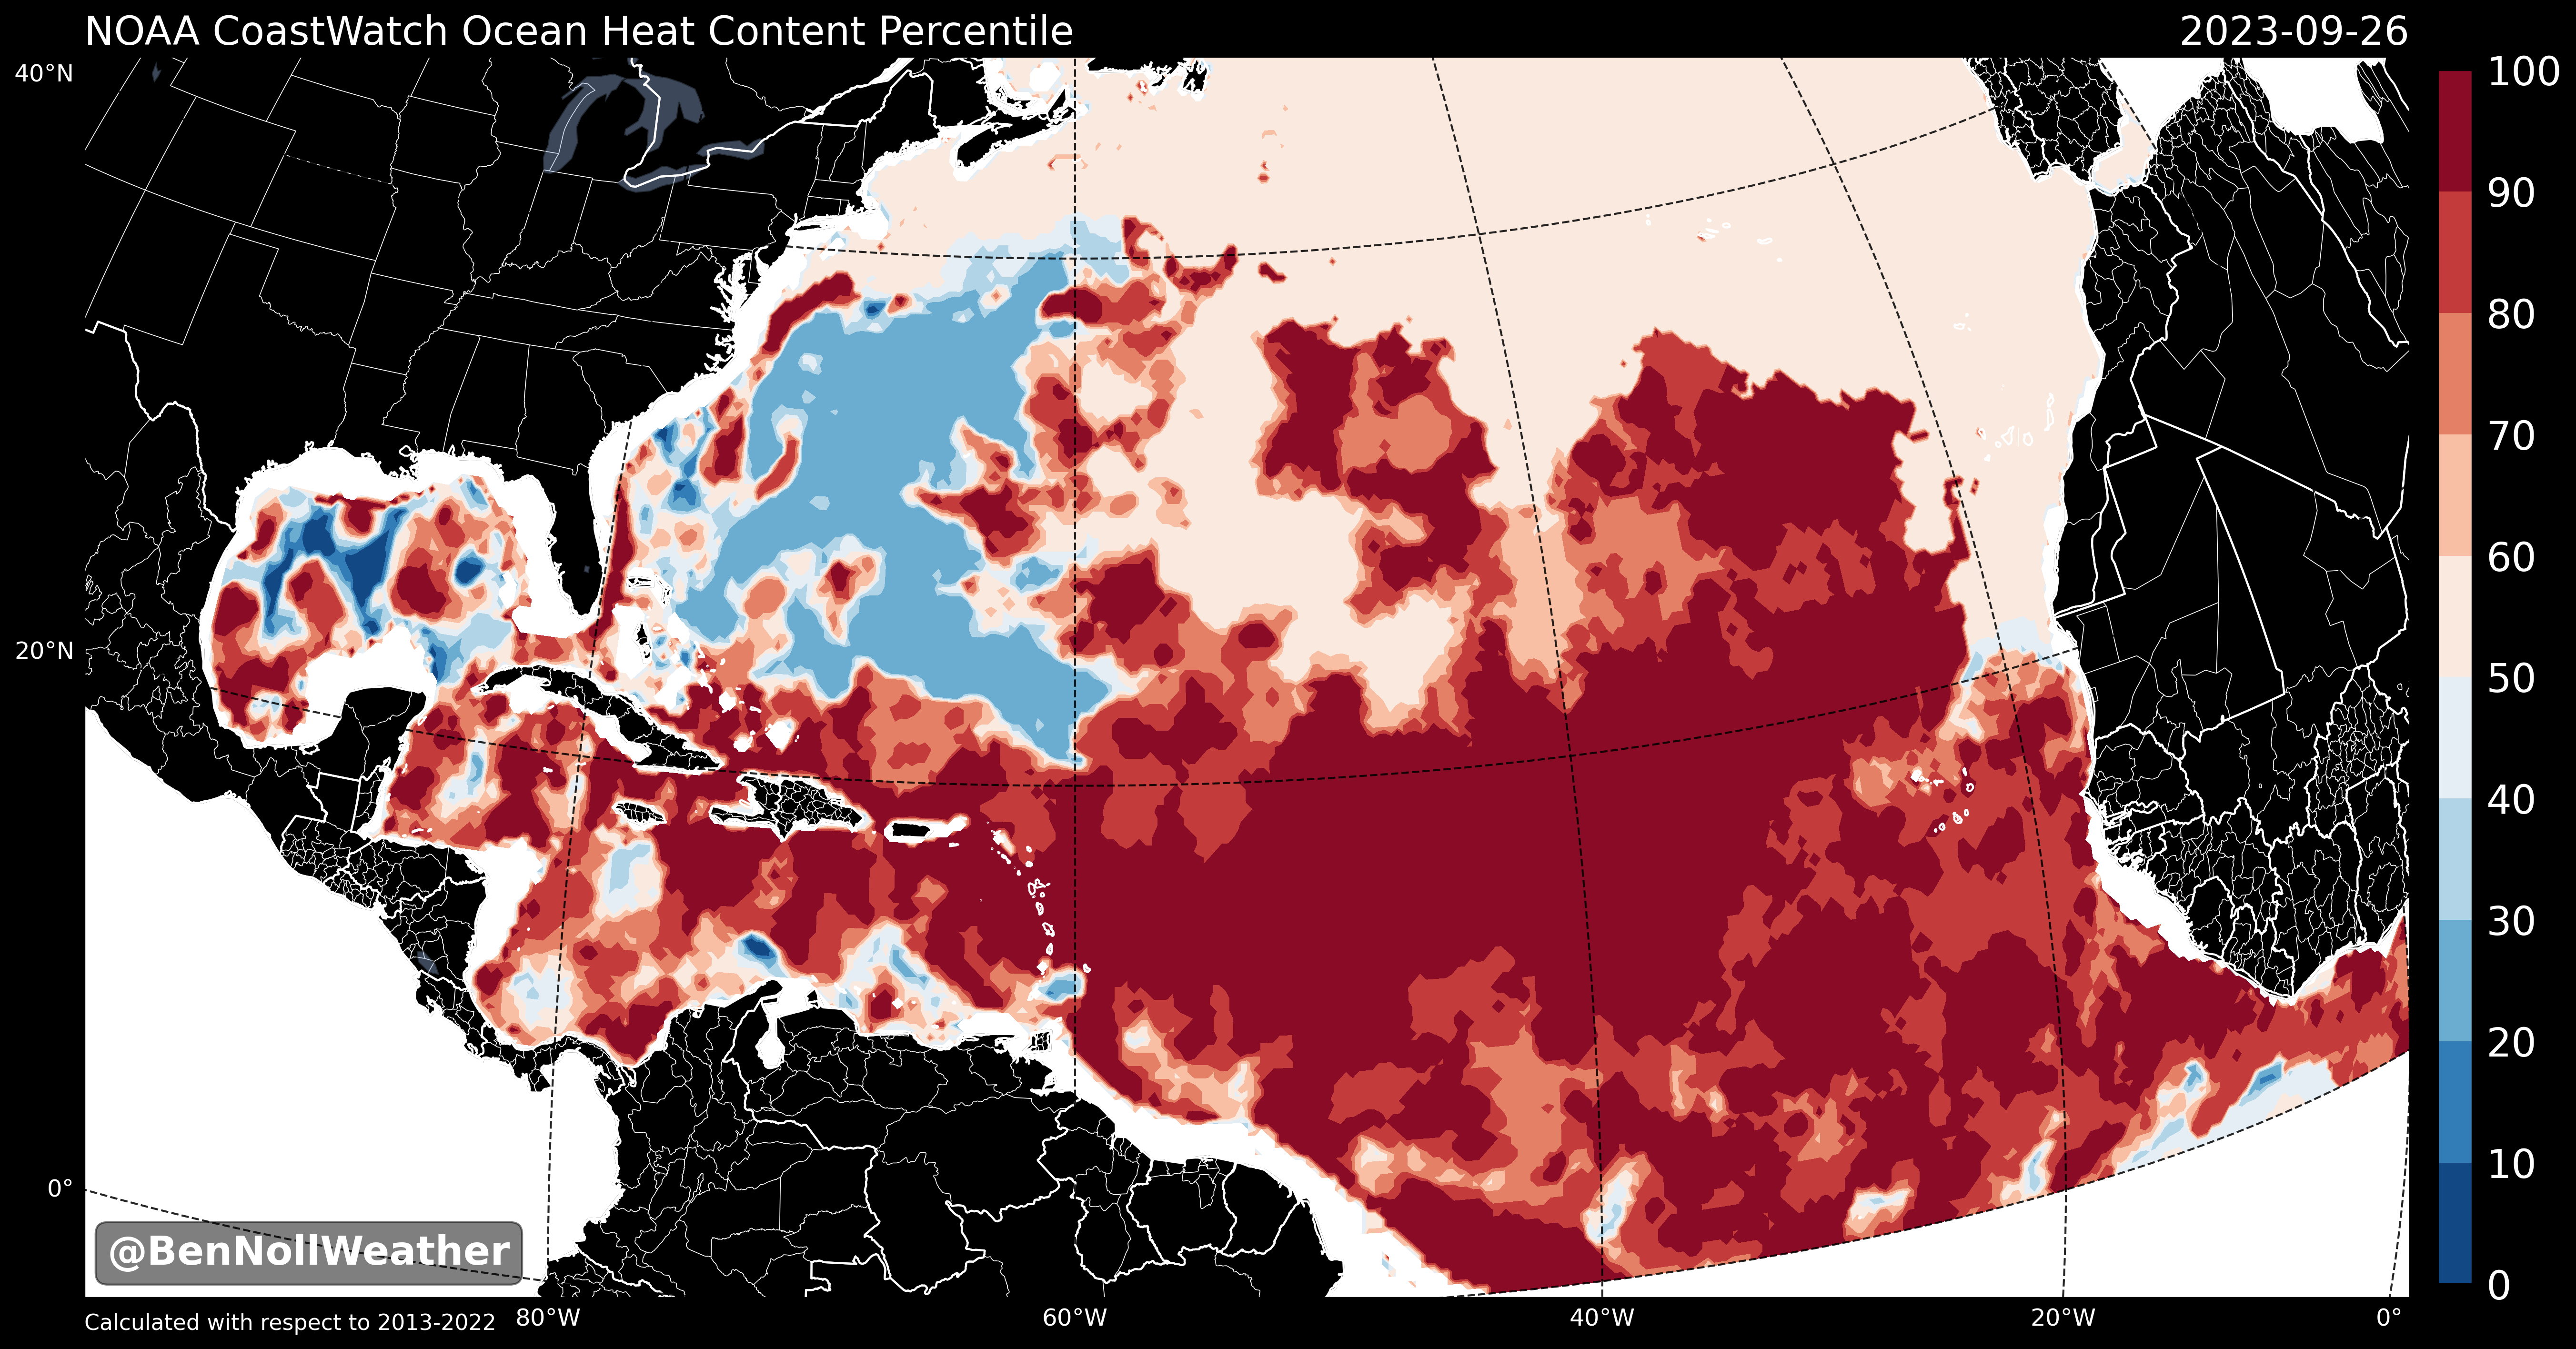 NOAA CoastWatch Ocean Heat Content Percentile 2023-09-26
40°N
20°N
0°
100
90
80
70
60
50
40
30
20
10
0
@BenNollWeather
Calculated with respect to 2013-2022 80°W 60°W 40°W 20°W 0°